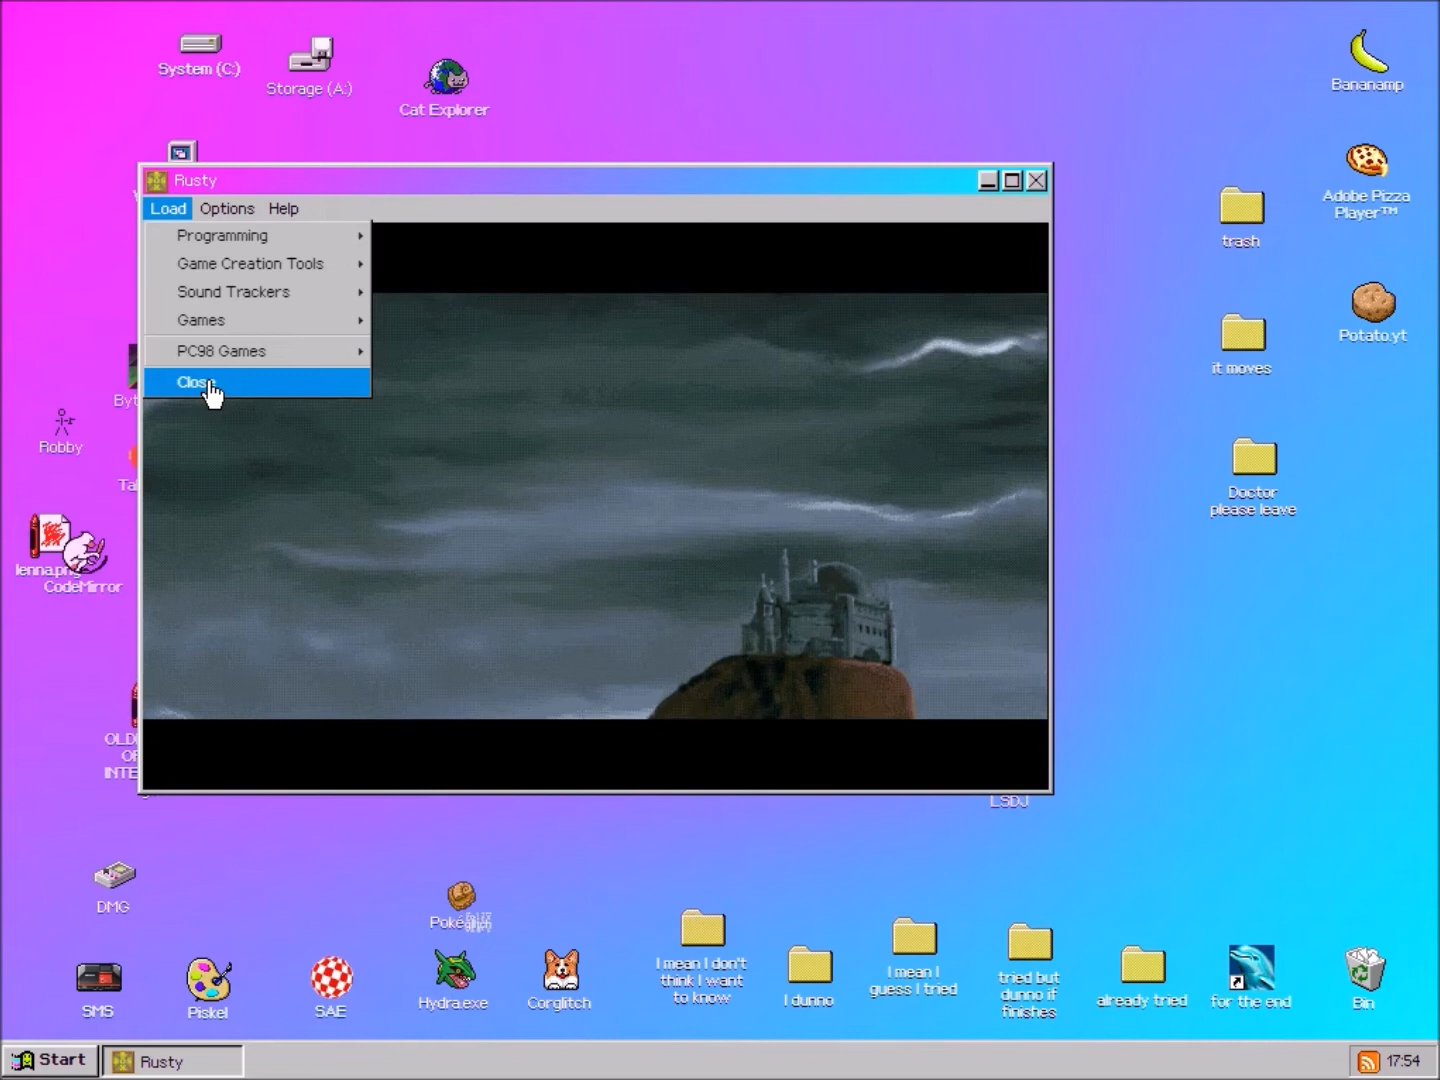 System (C:)
Storage (A:)
Cat Explorer
Bananamp
Adobe Pizza
Player™
trash
Potato.yt
it moves
Doctor
please leave
Rusty
Load Options Help
Programming
Game Creation Tools
Sound Trackers
Games
PC98 Games
Close
Robby
lenna.png
CodeMirror
OLD
INTE
LSDJ
DMG
SMS
Piskel
SAE
Hydra.exe
Corglitch
I mean I don't
think I want
to know
I dunno
I mean I
guess I tried
tried but
dunno if
finishes
already tried
for the end
Bin
Start
Rusty
17:54